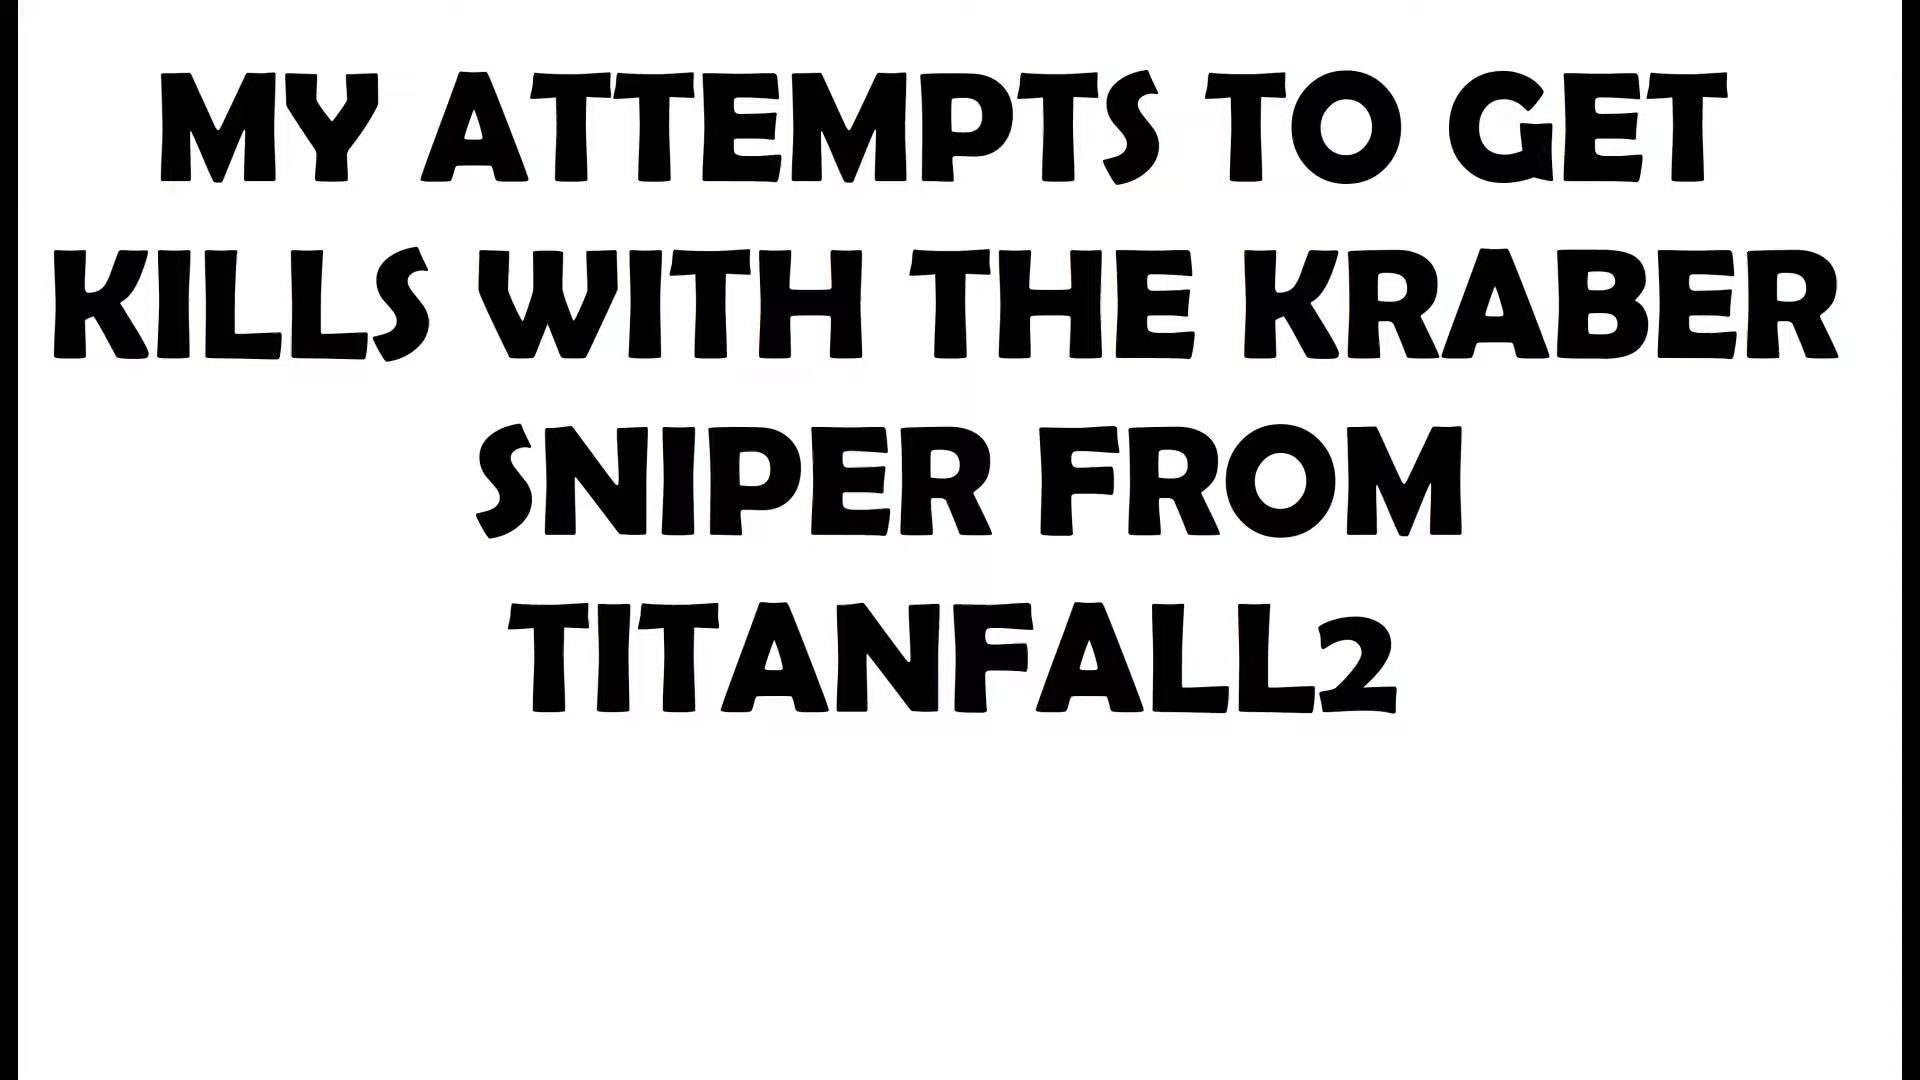 MY ATTEMPTS TO GET
KILLS WITH THE KRABER
SNIPER FROM
TITANFALL2